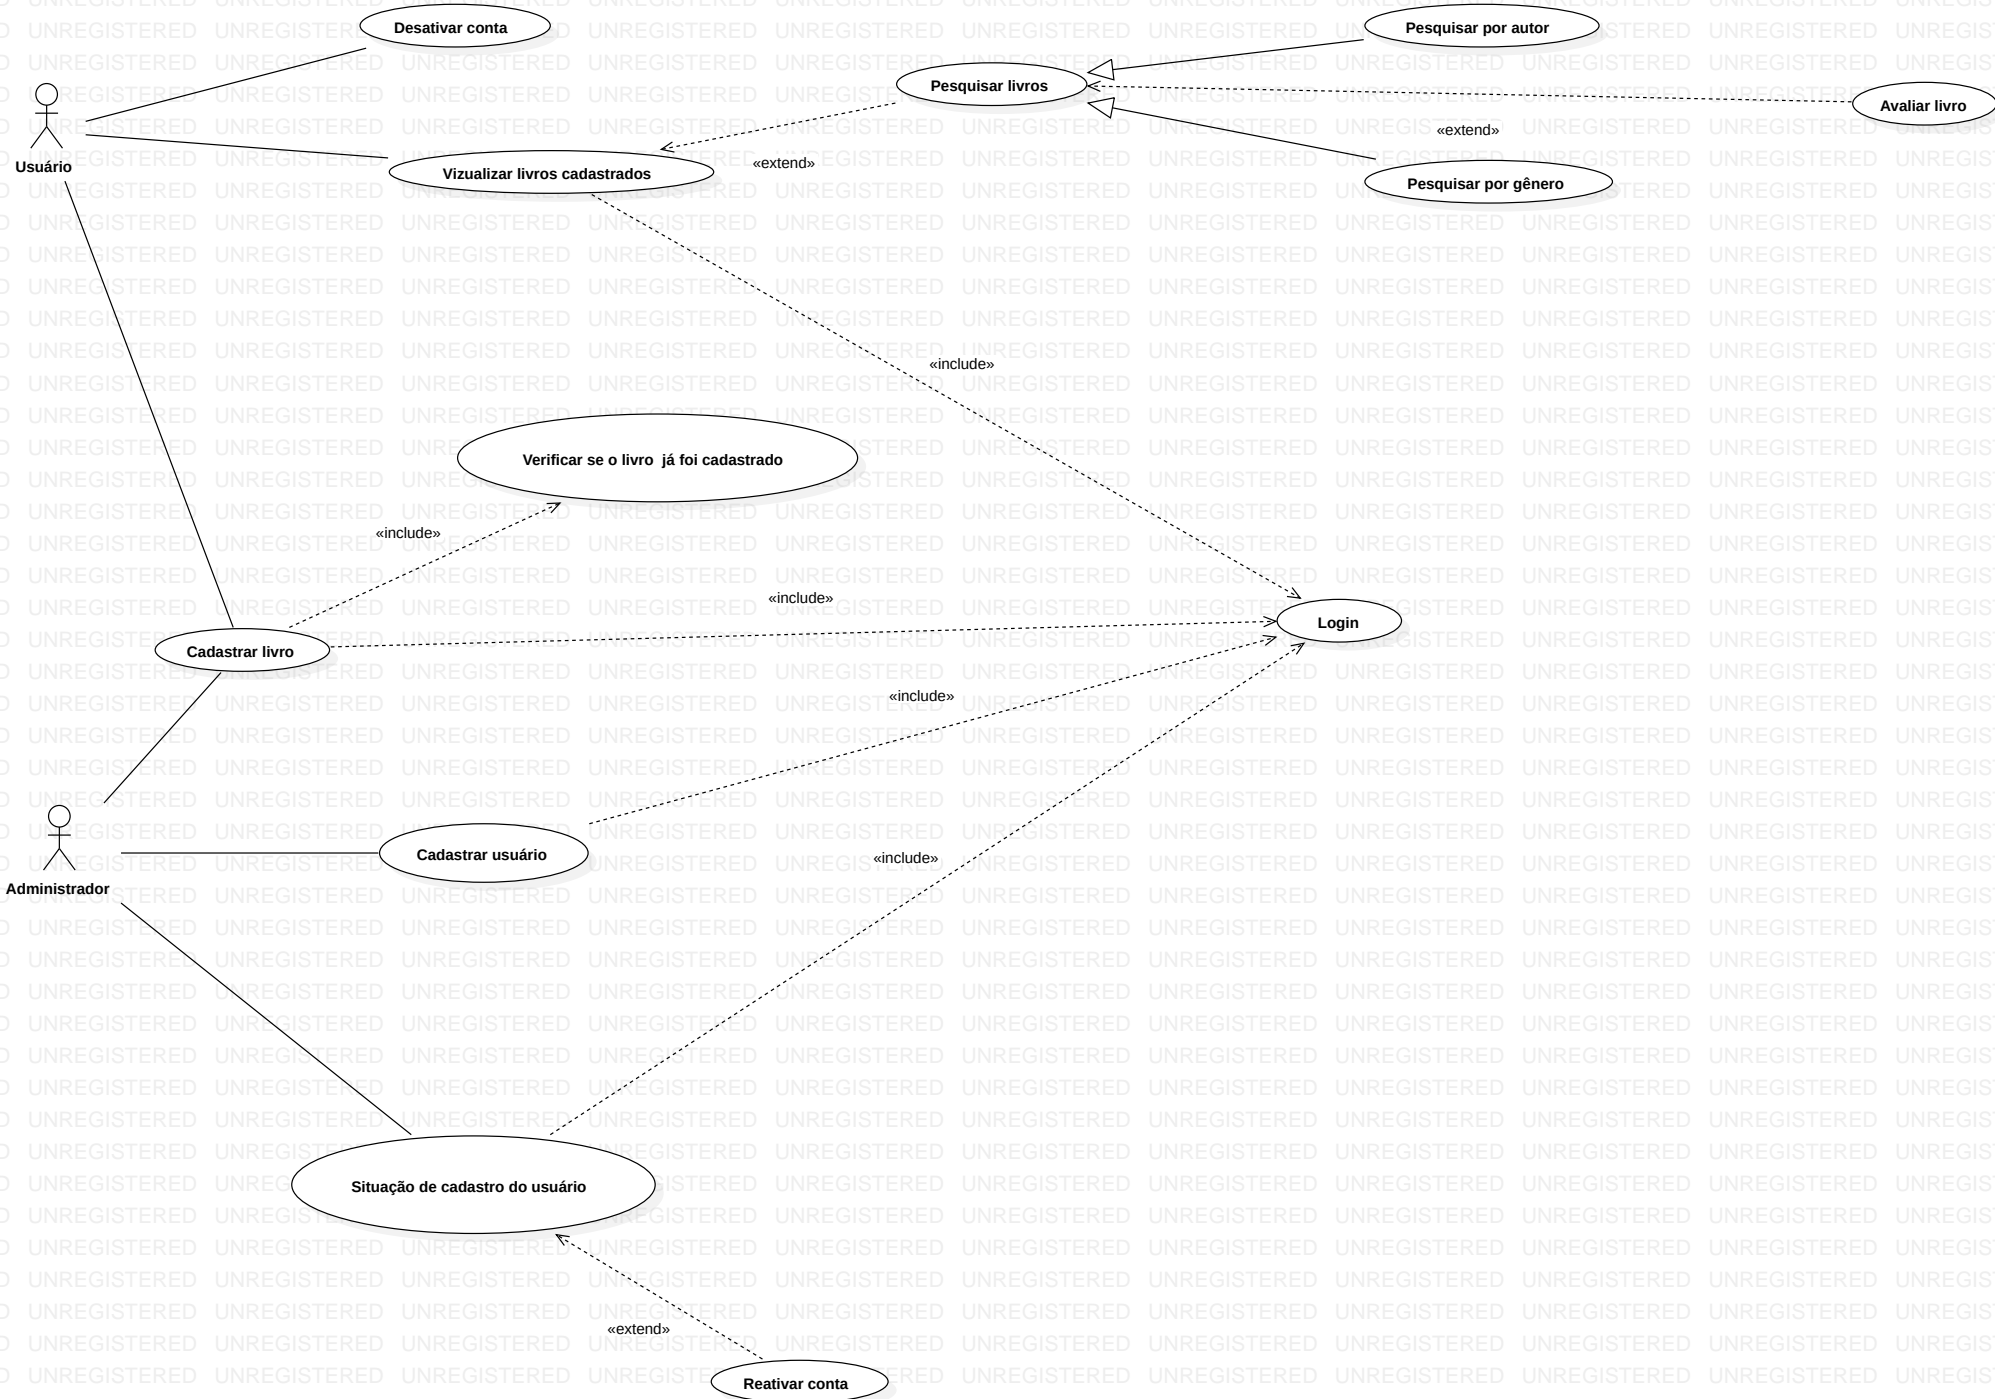 Desativar conta
Pesquisar por autor
Pesquisar livros
Avaliar livro
«extend»
Usuário
«extend»
Vizualizar livros cadastrados
Pesquisar por gênero
«include»
Verificar se o livro  já foi cadastrado
«include»
«include»
Login
Cadastrar livro
«include»
Cadastrar usuário
«include»
Administrador
Situação de cadastro do usuário
«extend»
Reativar conta
UNREGISTERED